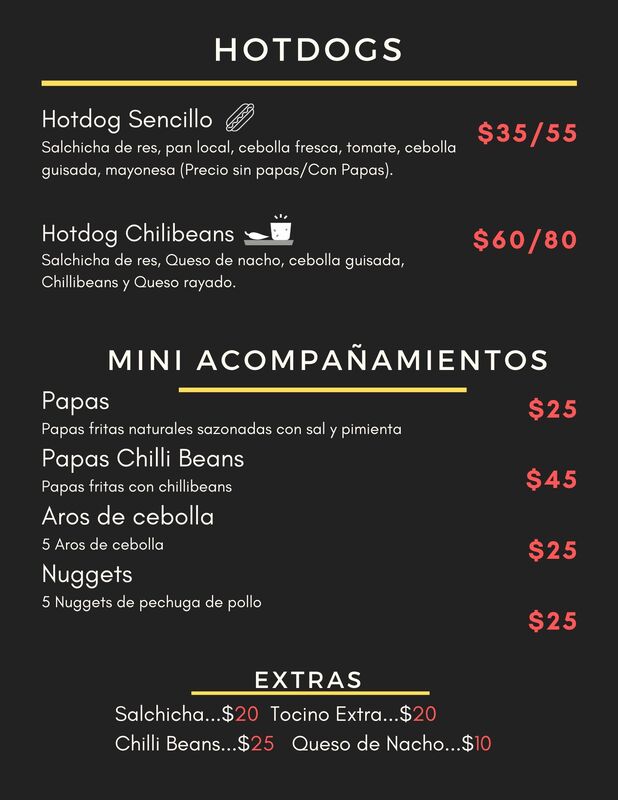 HOTDOGS
Hotdog Sencillo
$35/55
Salchicha de res, pan local, cebolla fresca, tomate, cebolla
guisada, mayonesa (Precio sin papas/Con Papas).
Hotdog Chilibeans
$60/80
Salchicha de res, Queso de nacho, cebolla guisada,
Chillibeans y Queso rayado.
MINI ACOMPAÑAMIENTOS
Papas
$25
Papas fritas naturales sazonadas con sal y pimienta
Papas Chilli Beans
$45
Papas fritas con chillibeans
Aros de cebolla
$25
5 Aros de cebolla
Nuggets
$25
5 Nuggets de pechuga de pollo
EXTRAS
Salchicha...$20 Tocino Extra...$20
Chilli Beans...$25 Queso de Nacho...$10